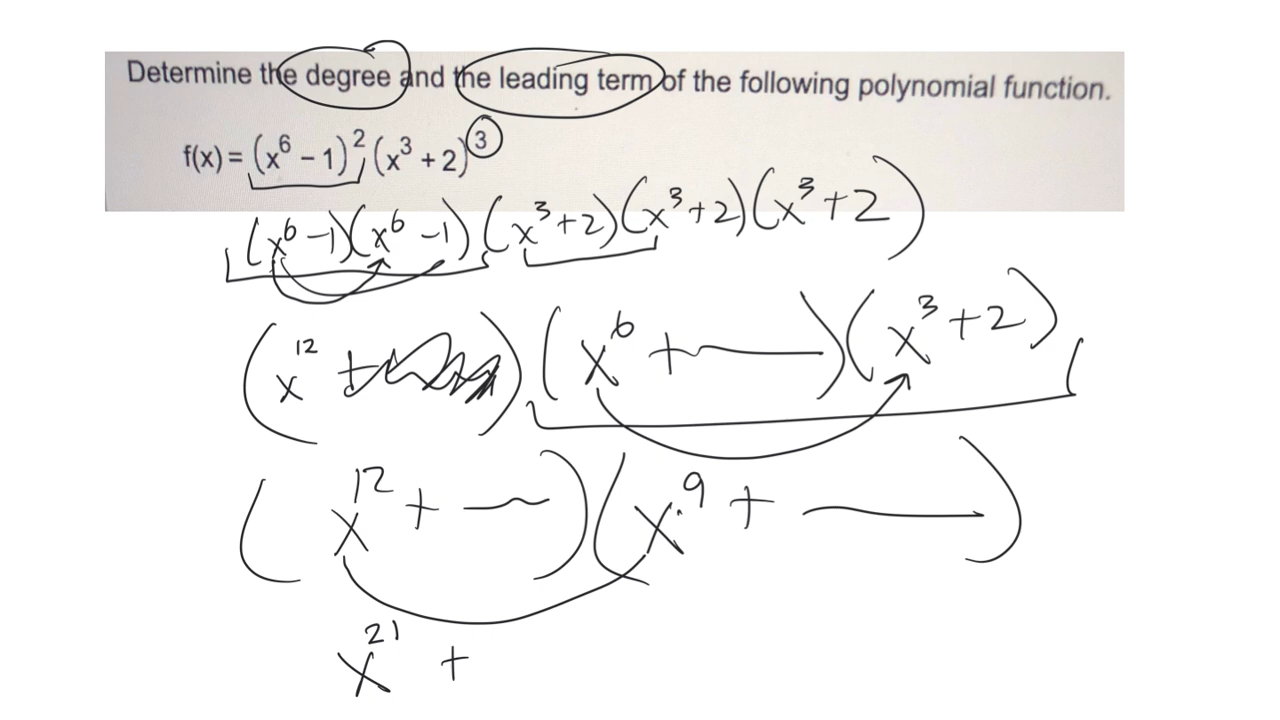 Determine the degree and the leading term of the following polynomial function.
f(x) = (x⁶ − 1)² (x³ + 2)³
(x⁶ −1)(x⁶ −1)(x³+2)(x³+2)(x³+2)
(x¹² + ) (x⁶ + —)(x³+2)
(x¹² + —)(x⁹ + —)
x²¹ +